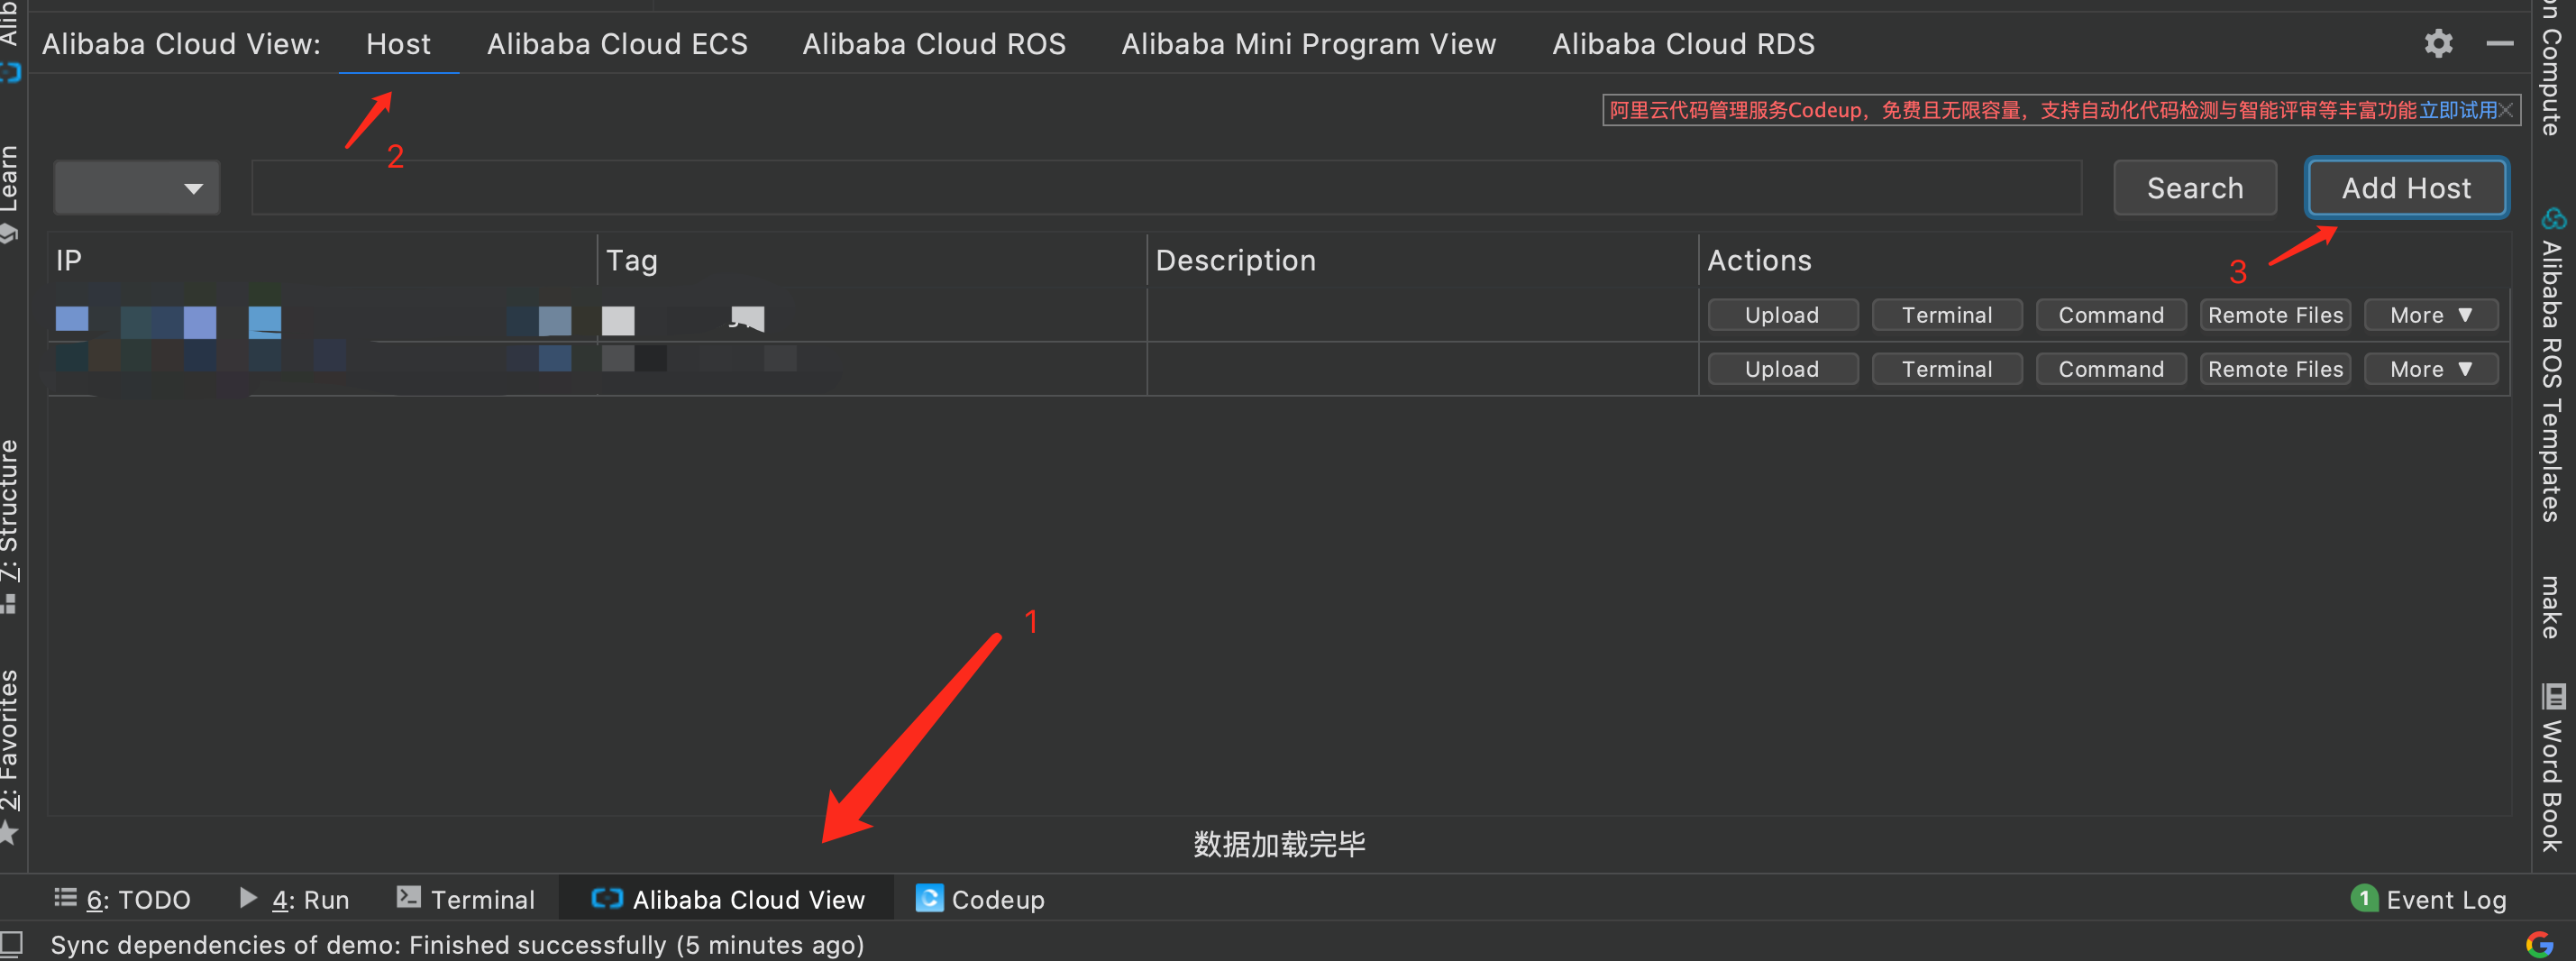 Alibaba Cloud View: Host Alibaba Cloud ECS Alibaba Cloud ROS Alibaba Mini Program View Alibaba Cloud RDS
2
阿里云代码管理服务Codeup，免费且无限容量，支持自动化代码检测与智能评审等丰富功能立即试用
Search Add Host
3
IP Tag Description Actions
Upload Terminal Command Remote Files More ▼
Upload Terminal Command Remote Files More ▼
1
数据加载完毕
6: TODO 4: Run Terminal Alibaba Cloud View Codeup 1 Event Log
Sync dependencies of demo: Finished successfully (5 minutes ago)
Alib
Learn
7: Structure
2: Favorites
on Compute
Alibaba ROS Templates
make
Word Book